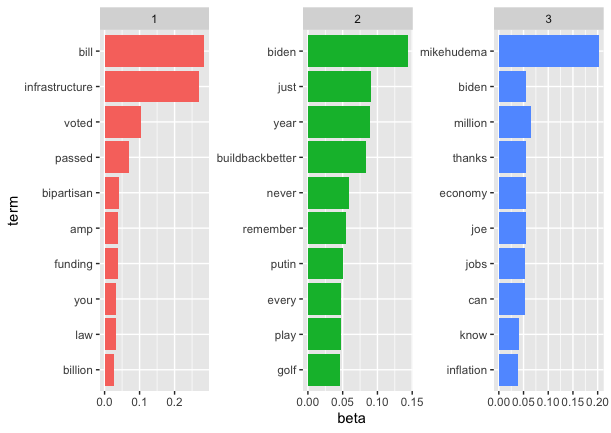 1
2
3
term
bill
infrastructure
voted
passed
bipartisan
amp
funding
you
law
billion
0.0 0.1 0.2
biden
just
year
buildbackbetter
never
remember
putin
every
play
golf
0.00 0.05 0.10 0.15
mikehudema
biden
million
thanks
economy
joe
jobs
can
know
inflation
0.00 0.05 0.10 0.15 0.20
beta